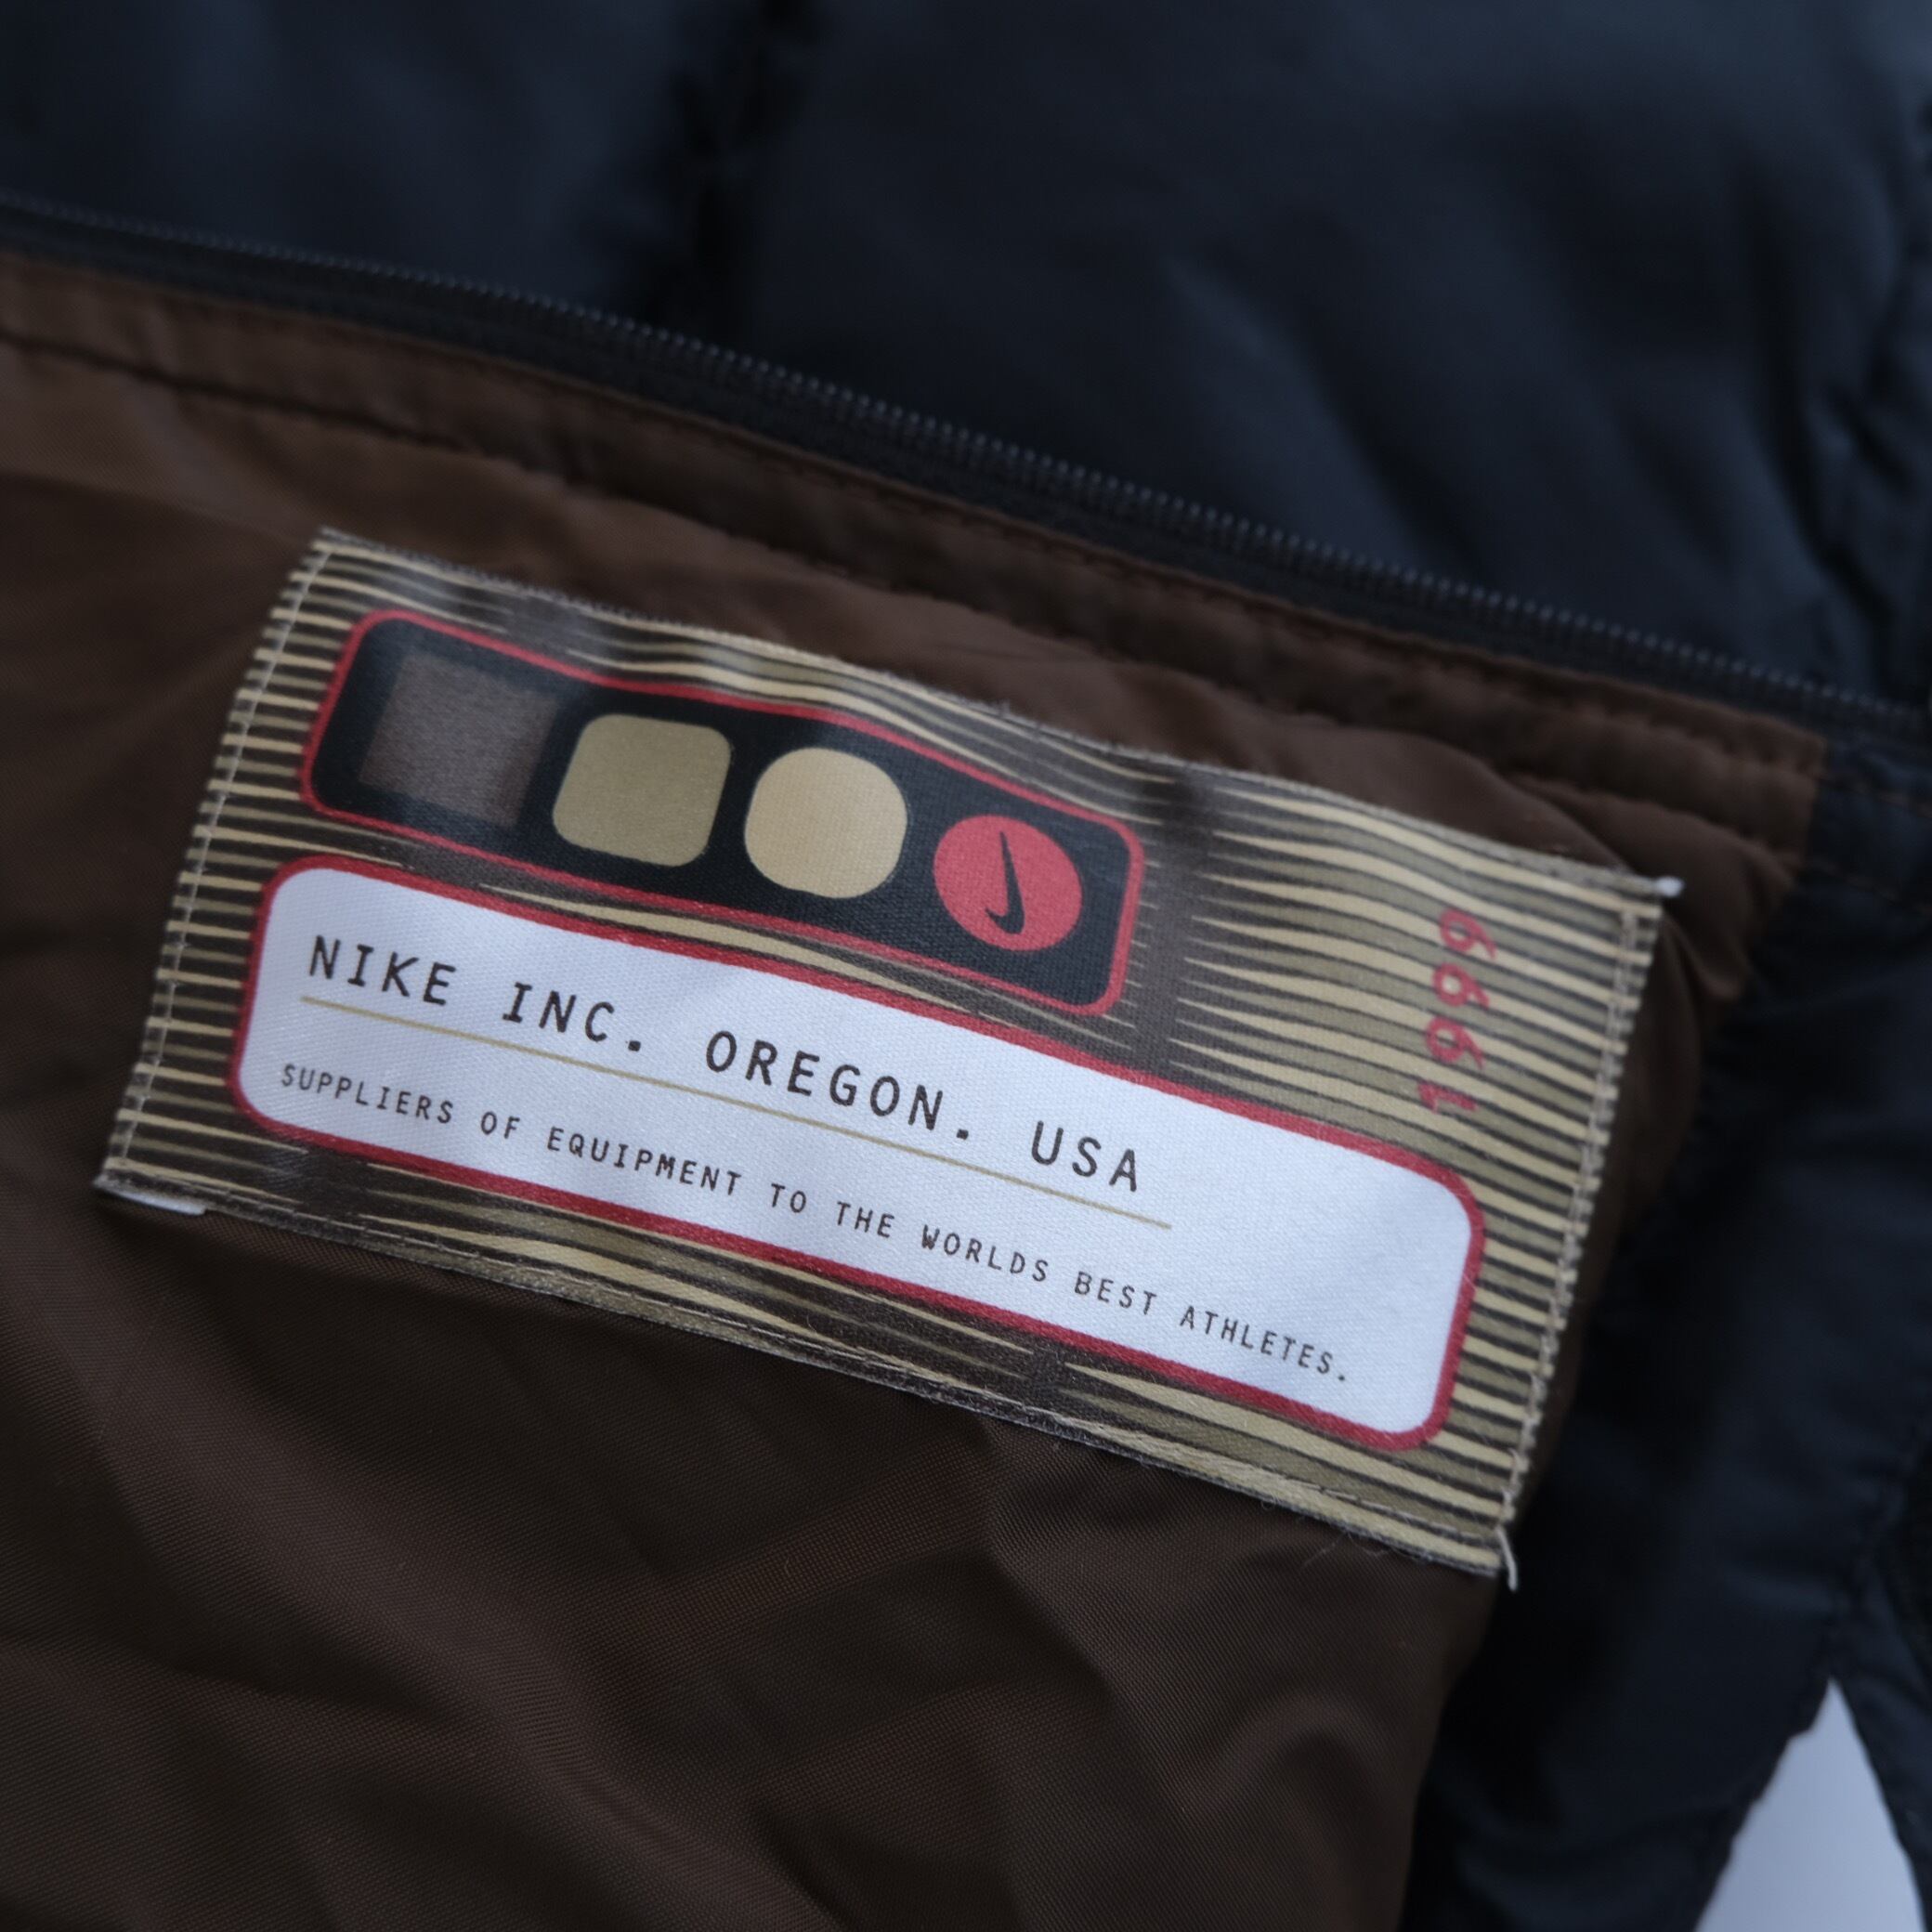 NIKE INC. OREGON. USA
SUPPLIERS OF EQUIPMENT TO THE WORLDS BEST ATHLETES.
1999